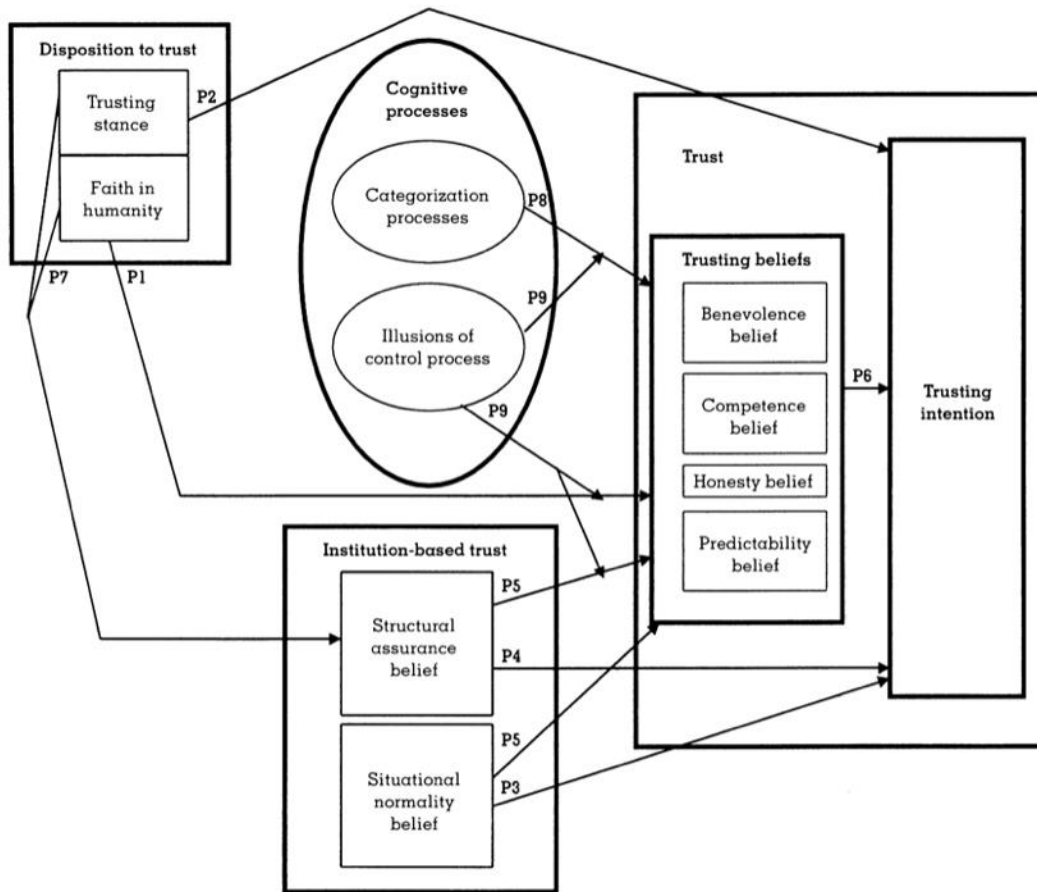 Disposition to trust
Trusting
stance
P2
Faith in
humanity
P7
P1
Cognitive
processes
Categorization
processes
P8
P9
Illusions of
control process
P9
Trust
Trusting beliefs
Benevolence
belief
Competence
belief
Honesty belief
Predictability
belief
P6
Trusting
intention
Institution-based trust
Structural
assurance
belief
P5
P4
Situational
normality
belief
P5
P3